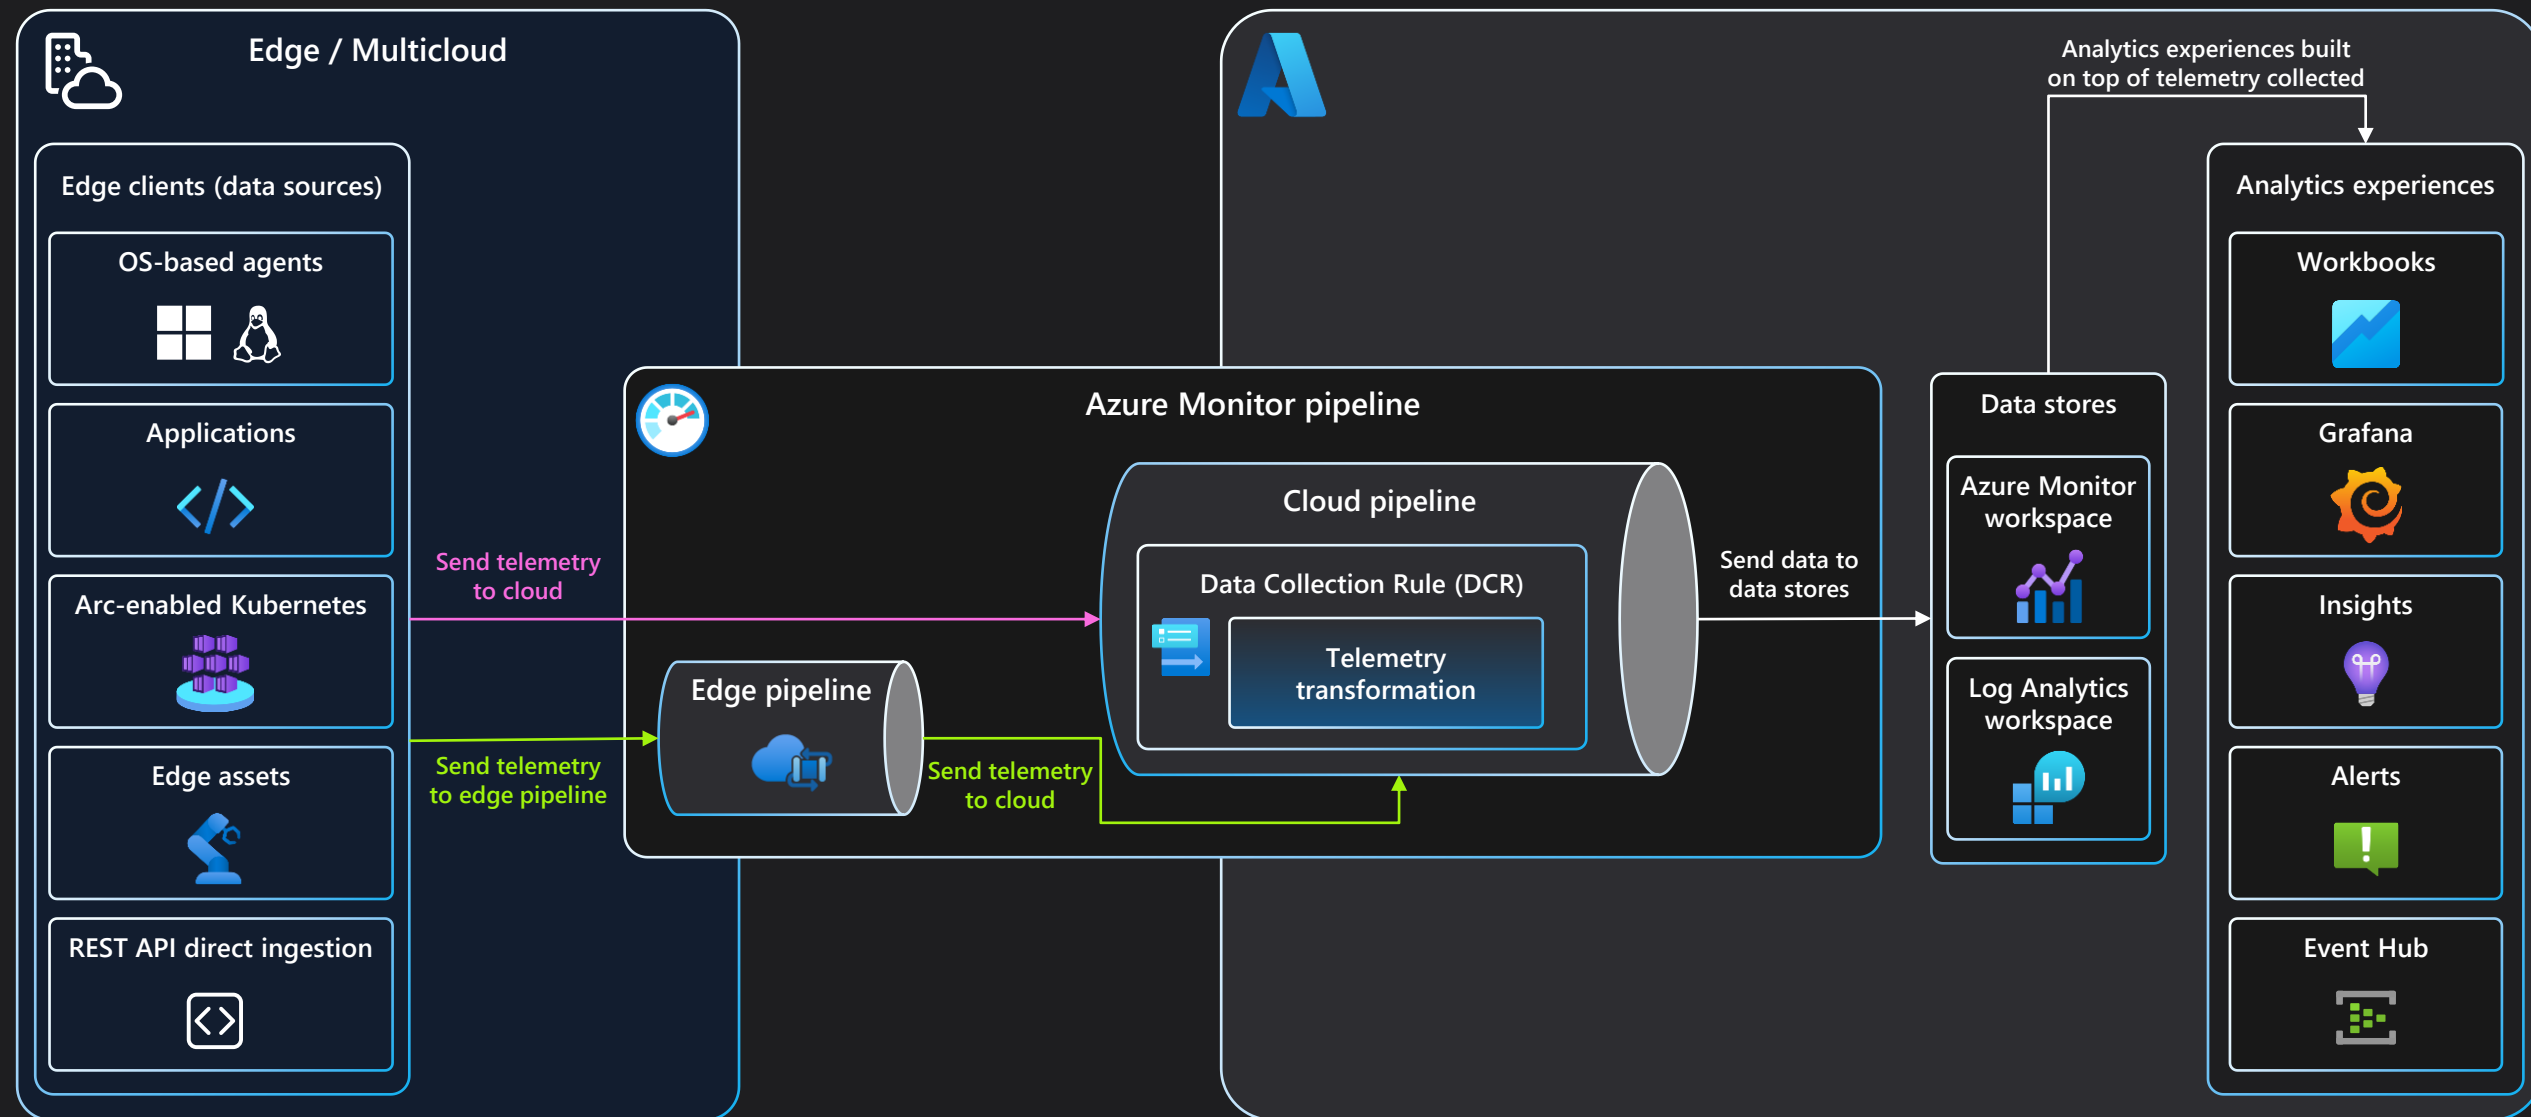 Edge / Multicloud
Edge clients (data sources)
OS-based agents
Applications
Arc-enabled Kubernetes
Edge assets
REST API direct ingestion
Send telemetry
to cloud
Send telemetry
to edge pipeline
Azure Monitor pipeline
Edge pipeline
Send telemetry
to cloud
Cloud pipeline
Data Collection Rule (DCR)
Telemetry
transformation
Send data to
data stores
Data stores
Azure Monitor
workspace
Log Analytics
workspace
Analytics experiences built
on top of telemetry collected
Analytics experiences
Workbooks
Grafana
Insights
Alerts
Event Hub